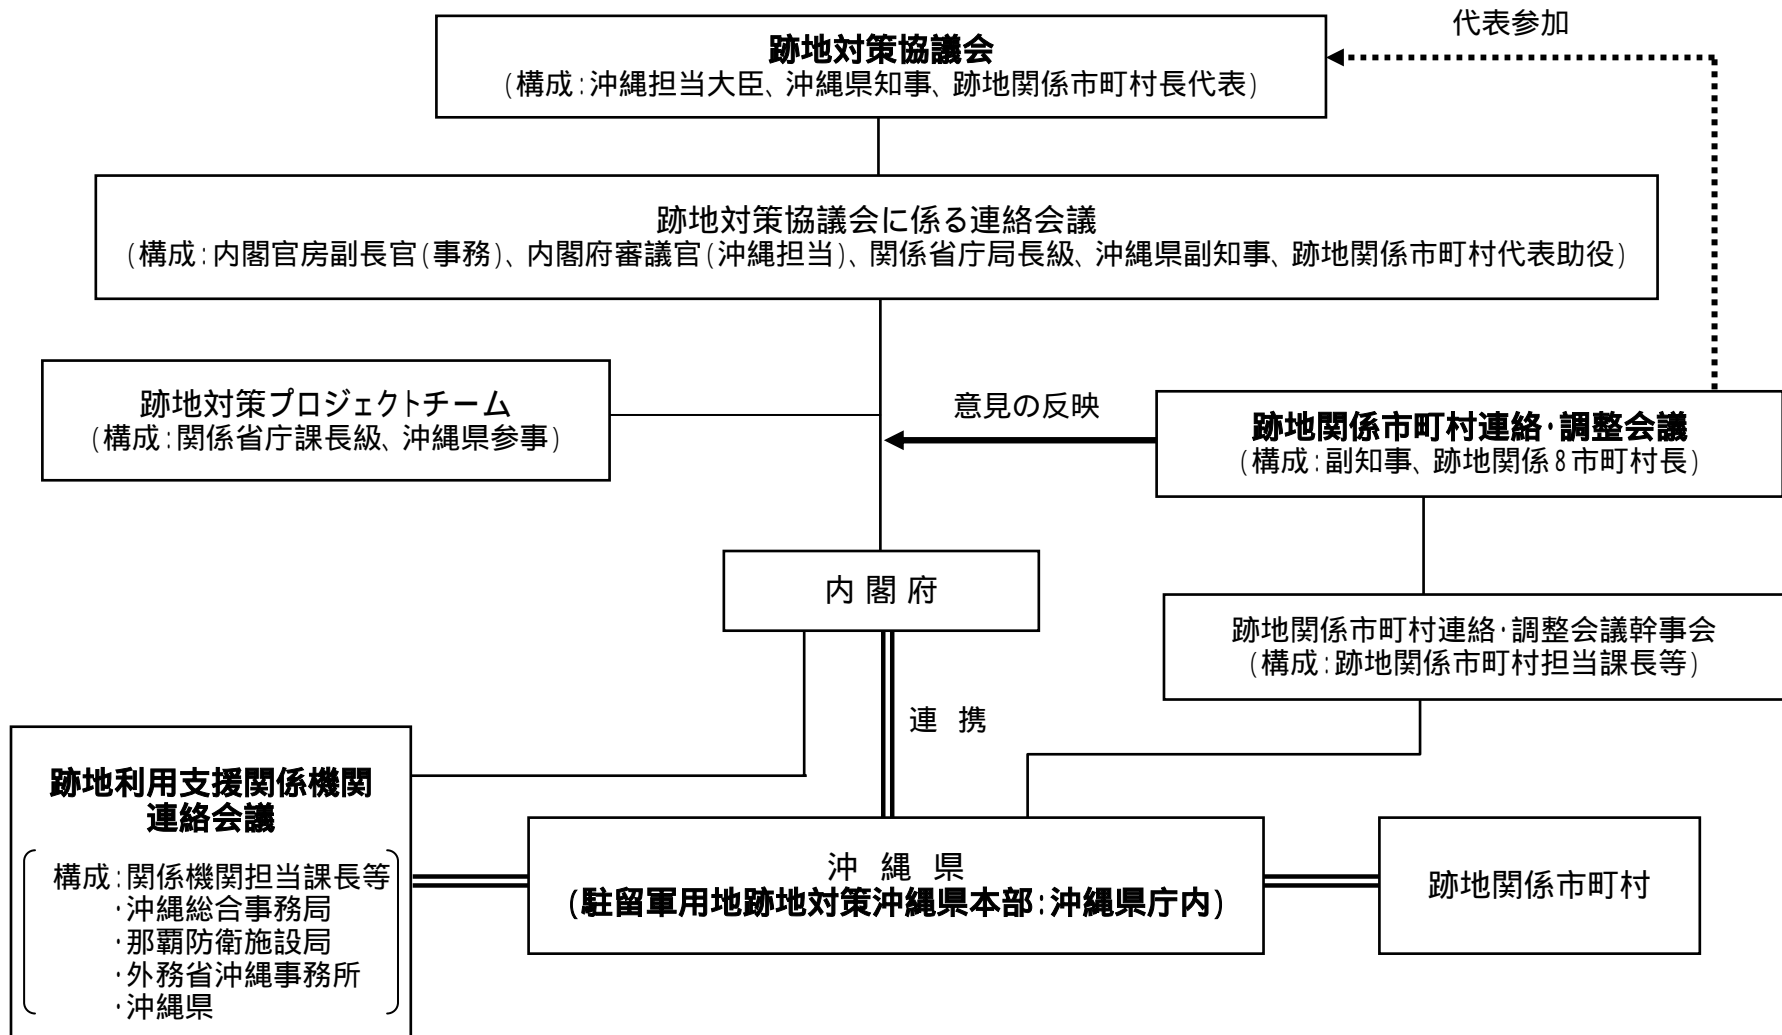 代表参加
跡地対策協議会
(構成:沖縄担当大臣、沖縄県知事、跡地関係市町村長代表)
跡地対策協議会に係る連絡会議
(構成:内閣官房副長官(事務)、内閣府審議官(沖縄担当)、関係省庁局長級、沖縄県副知事、跡地関係市町村代表助役)
跡地対策プロジェクトチーム
(構成:関係省庁課長級、沖縄県参事)
意見の反映
跡地関係市町村連絡・調整会議
(構成:副知事、跡地関係8市町村長)
内閣府
跡地関係市町村連絡・調整会議幹事会
(構成:跡地関係市町村担当課長等)
連携
跡地利用支援関係機関
連絡会議
構成:関係機関担当課長等
・沖縄総合事務局
・那覇防衛施設局
・外務省沖縄事務所
・沖縄県
沖縄県
(駐留軍用地跡地対策沖縄県本部:沖縄県庁内)
跡地関係市町村